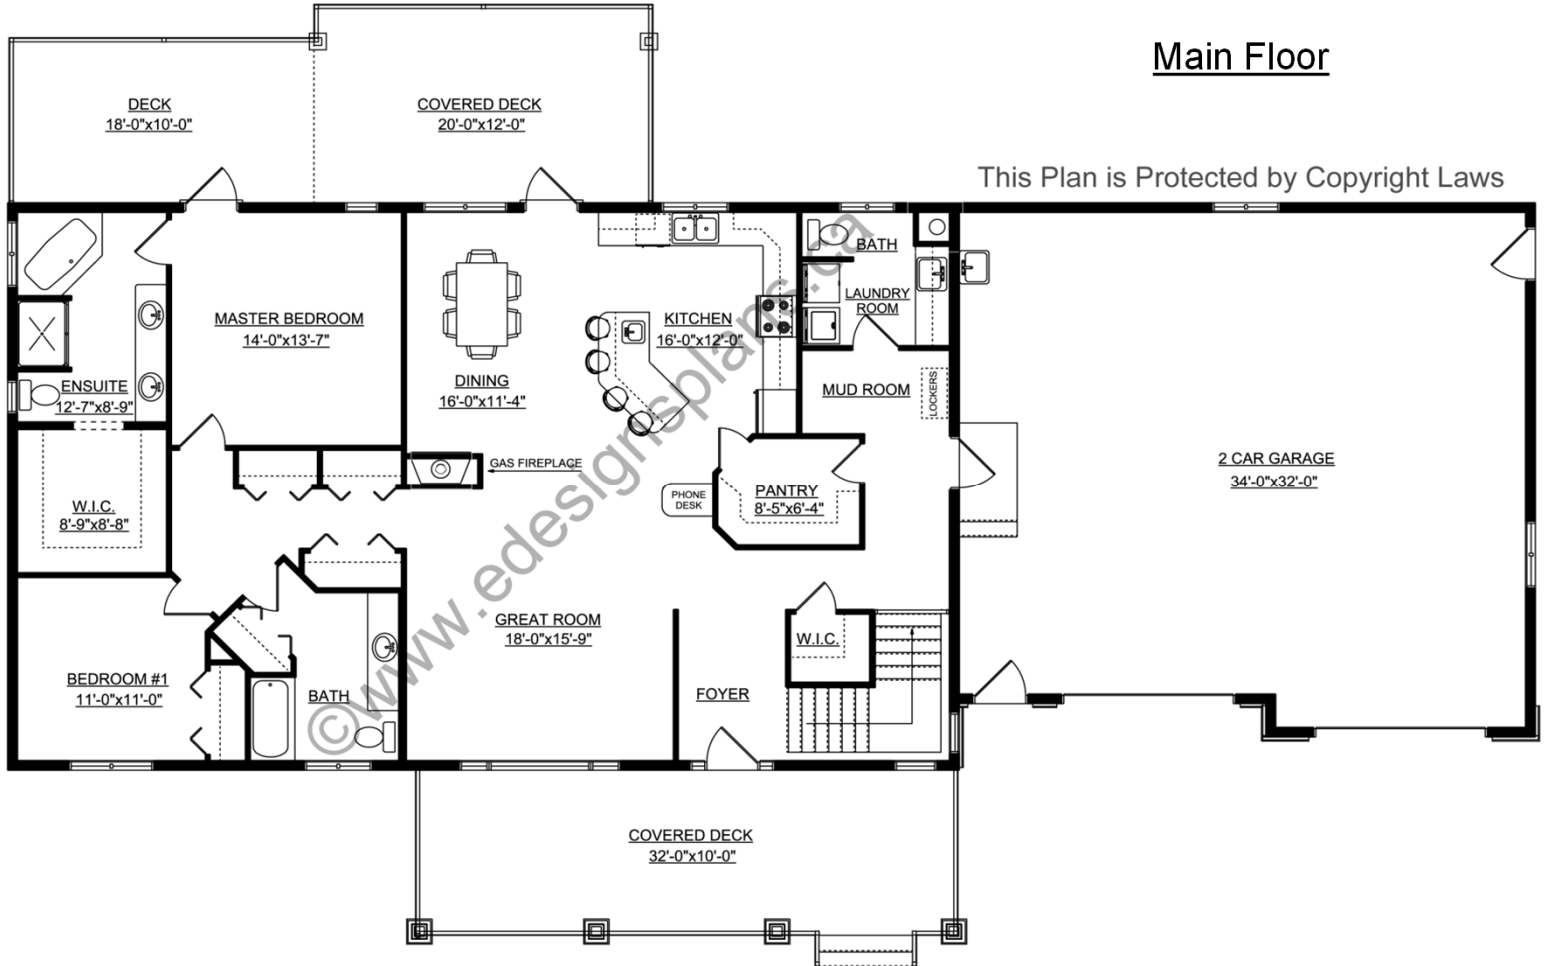 Main Floor
This Plan is Protected by Copyright Laws
DECK
18'-0"x10'-0"
COVERED DECK
20'-0"x12'-0"
BATH
LAUNDRY
ROOM
MASTER BEDROOM
14'-0"x13'-7"
KITCHEN
16'-0"x12'-0"
DINING
16'-0"x11'-4"
ENSUITE
12'-7"x8'-9"
MUD ROOM
LOCKERS
GAS FIREPLACE
2 CAR GARAGE
34'-0"x32'-0"
W.I.C.
8'-9"x8'-8"
PHONE
DESK
PANTRY
8'-5"x6'-4"
GREAT ROOM
18'-0"x15'-9"
W.I.C.
BEDROOM #1
11'-0"x11'-0"
BATH
FOYER
COVERED DECK
32'-0"x10'-0"
©www.edesignsplans.ca